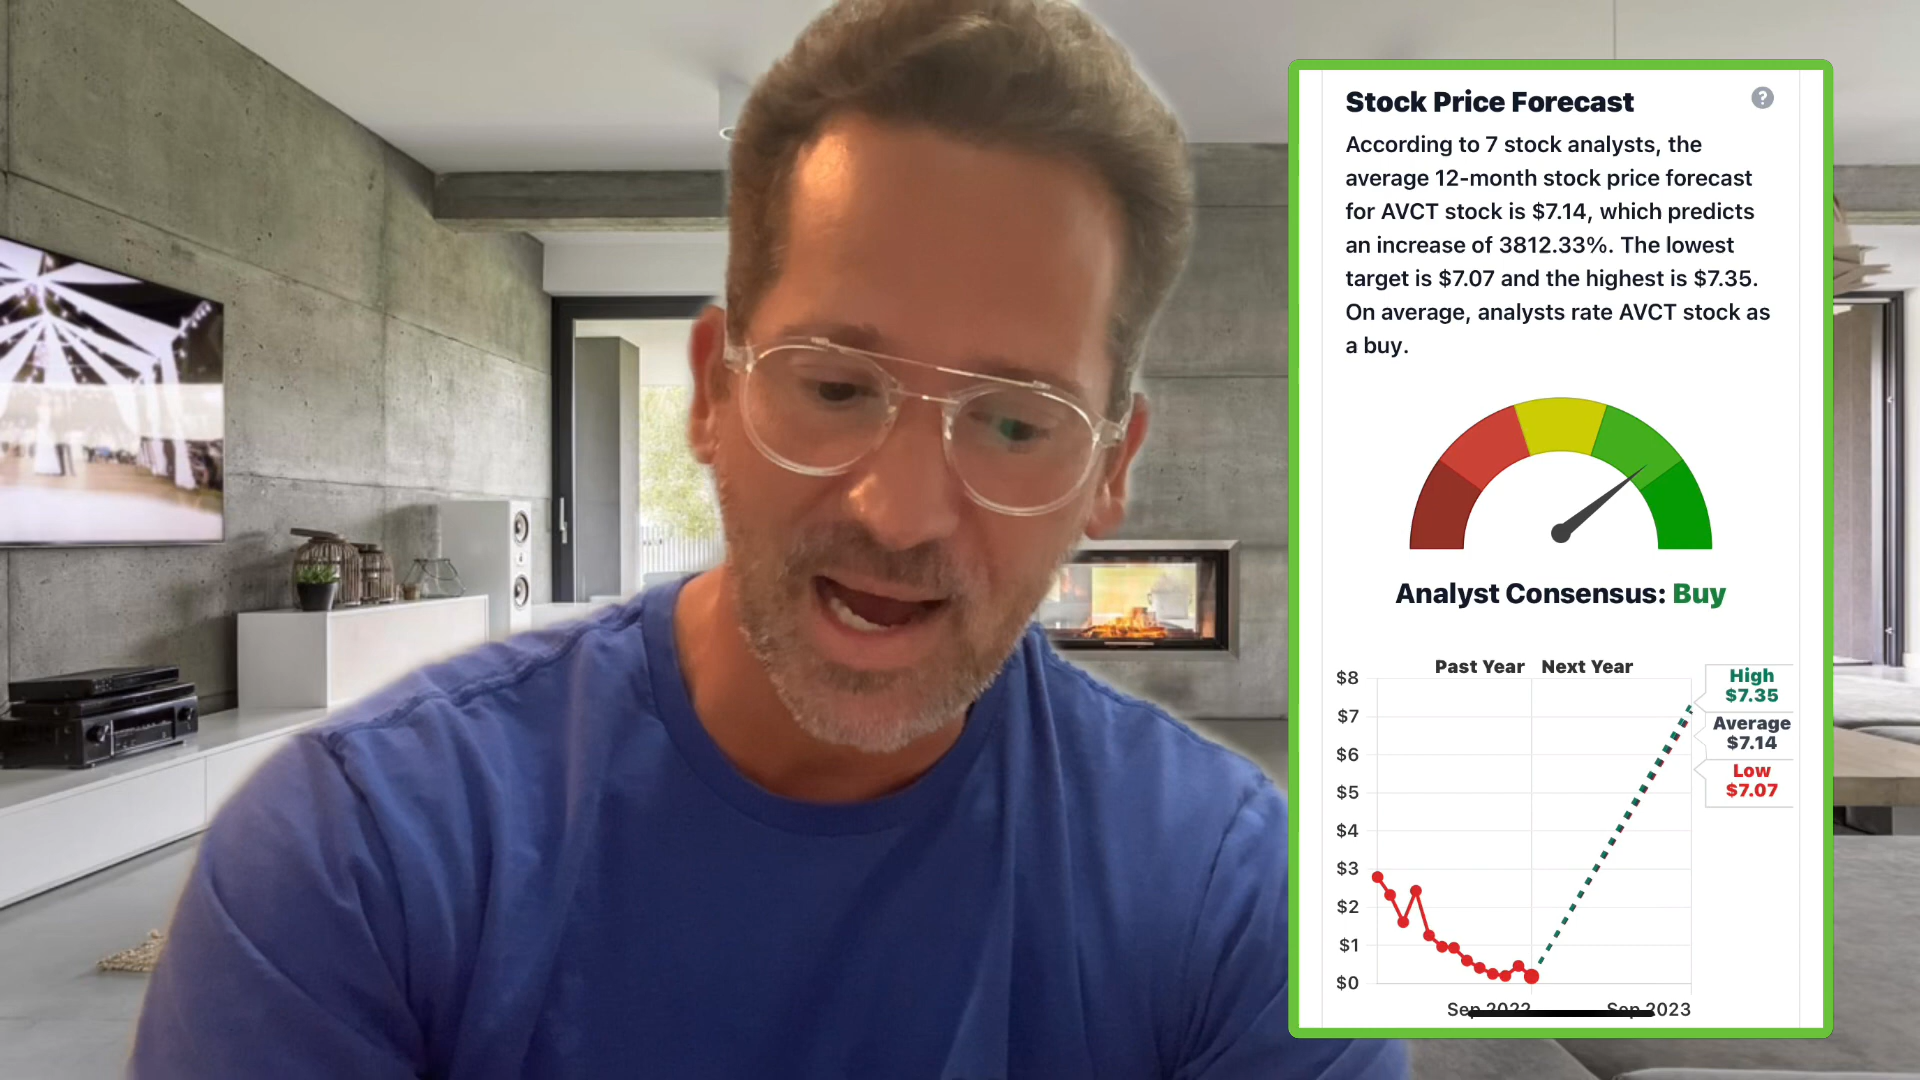 Stock Price Forecast
?
According to 7 stock analysts, the
average 12-month stock price forecast
for AVCT stock is $7.14, which predicts
an increase of 3812.33%. The lowest
target is $7.07 and the highest is $7.35.
On average, analysts rate AVCT stock as
a buy.
Analyst Consensus: Buy
Past Year Next Year
$8
$7
$6
$5
$4
$3
$2
$1
$0
High
$7.35
Average
$7.14
Low
$7.07
Sep 2022 Sep 2023